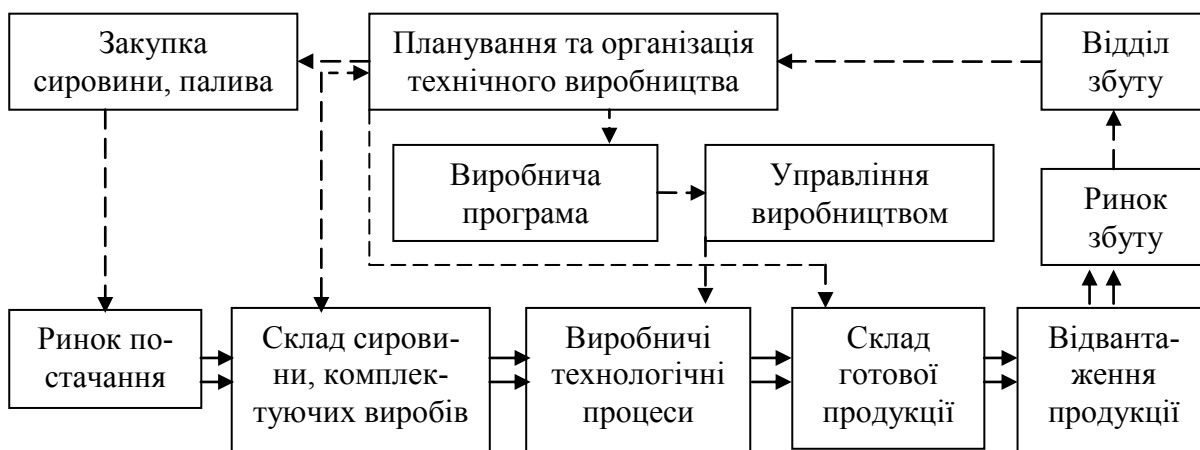 Закупка
сировини, палива
Планування та організація
технічного виробництва
Відділ
збуту
Виробнича
програма
Управління
виробництвом
Ринок
збуту
Ринок по-
стачання
Склад сирови-
ни, комплек-
туючих виробів
Виробничі
технологічні
процеси
Склад
готової
продукції
Відванта-
ження
продукції